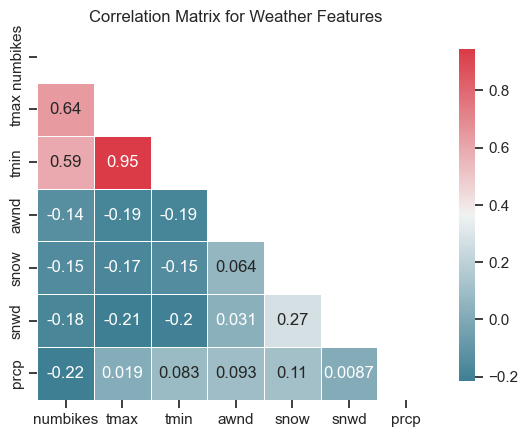 Correlation Matrix for Weather Features
numbikes
tmax
0.64
tmin
0.59 0.95
awnd
-0.14 -0.19 -0.19
snow
-0.15 -0.17 -0.15 0.064
snwd
-0.18 -0.21 -0.2 0.031 0.27
prcp
-0.22 0.019 0.083 0.093 0.11 0.0087
numbikes tmax tmin awnd snow snwd prcp
0.8
0.6
0.4
0.2
0.0
−0.2